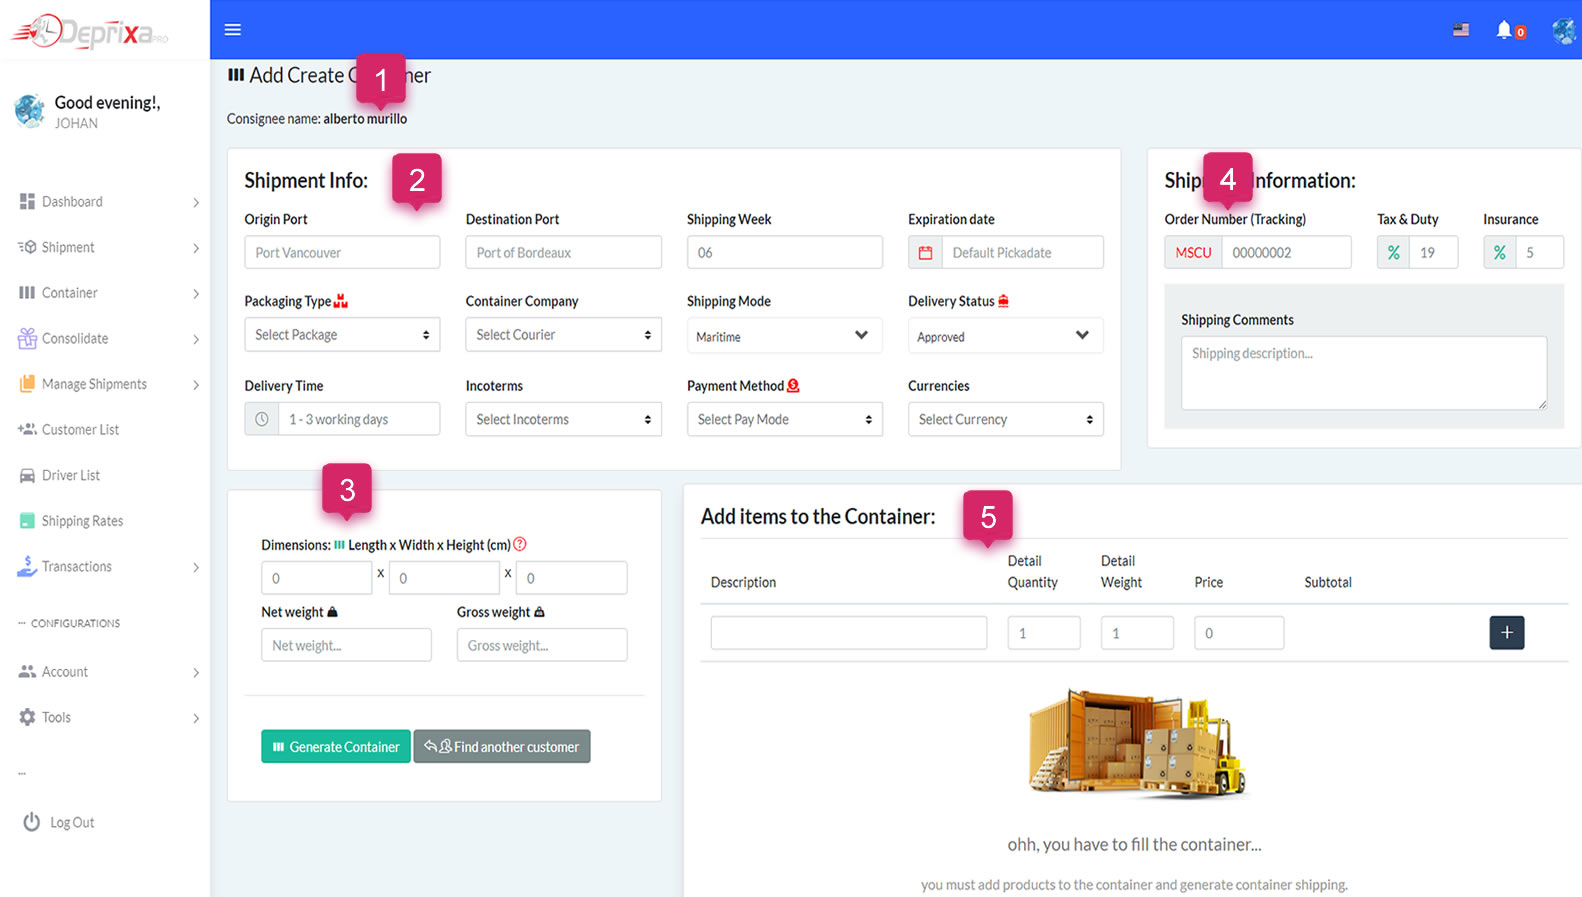 Deprixa PRO
0
Good evening!,
JOHAN
Dashboard
Shipment
Container
Consolidate
Manage Shipments
Customer List
Driver List
Shipping Rates
Transactions
··· CONFIGURATIONS
Account
Tools
...
Log Out
Add Create C ner
1
Consignee name: alberto murillo
Shipment Info:
2
Origin Port Destination Port Shipping Week Expiration date
Port Vancouver Port of Bordeaux 06 Default Pickadate
Packaging Type Container Company Shipping Mode Delivery Status
Select Package Select Courier Maritime Approved
Delivery Time Incoterms Payment Method Currencies
1 - 3 working days Select Incoterms Select Pay Mode Select Currency
Ship nformation:
4
Order Number (Tracking) Tax & Duty Insurance
MSCU 00000002 % 19 % 5
Shipping Comments
Shipping description...
3
Dimensions: Length x Width x Height (cm) ?
0 x 0 x 0
Net weight Gross weight
Net weight... Gross weight...
Generate Container Find another customer
Add items to the Container:
5
Description Detail Quantity Detail Weight Price Subtotal
1 1 0 +
ohh, you have to fill the container...
you must add products to the container and generate container shipping.